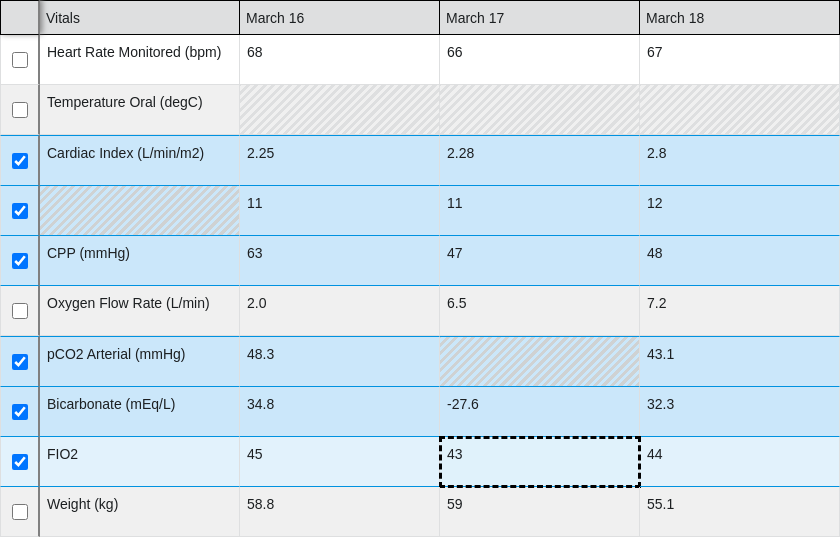 Vitals March 16 March 17 March 18
Heart Rate Monitored (bpm) 68 66 67
Temperature Oral (degC)
Cardiac Index (L/min/m2) 2.25 2.28 2.8
11 11 12
CPP (mmHg) 63 47 48
Oxygen Flow Rate (L/min) 2.0 6.5 7.2
pCO2 Arterial (mmHg) 48.3 43.1
Bicarbonate (mEq/L) 34.8 -27.6 32.3
FIO2 45 43 44
Weight (kg) 58.8 59 55.1